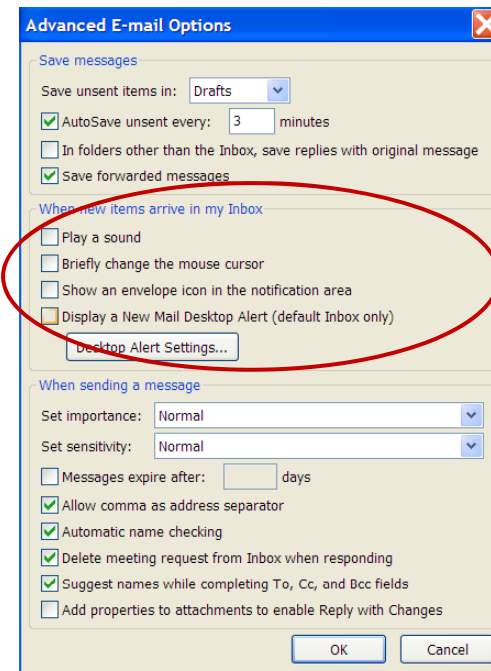 Advanced E-mail Options
Save messages
Save unsent items in: Drafts
AutoSave unsent every: 3 minutes
In folders other than the Inbox, save replies with original message
Save forwarded messages
When new items arrive in my Inbox
Play a sound
Briefly change the mouse cursor
Show an envelope icon in the notification area
Display a New Mail Desktop Alert (default Inbox only)
Desktop Alert Settings...
When sending a message
Set importance: Normal
Set sensitivity: Normal
Messages expire after: days
Allow comma as address separator
Automatic name checking
Delete meeting request from Inbox when responding
Suggest names while completing To, Cc, and Bcc fields
Add properties to attachments to enable Reply with Changes
OK Cancel